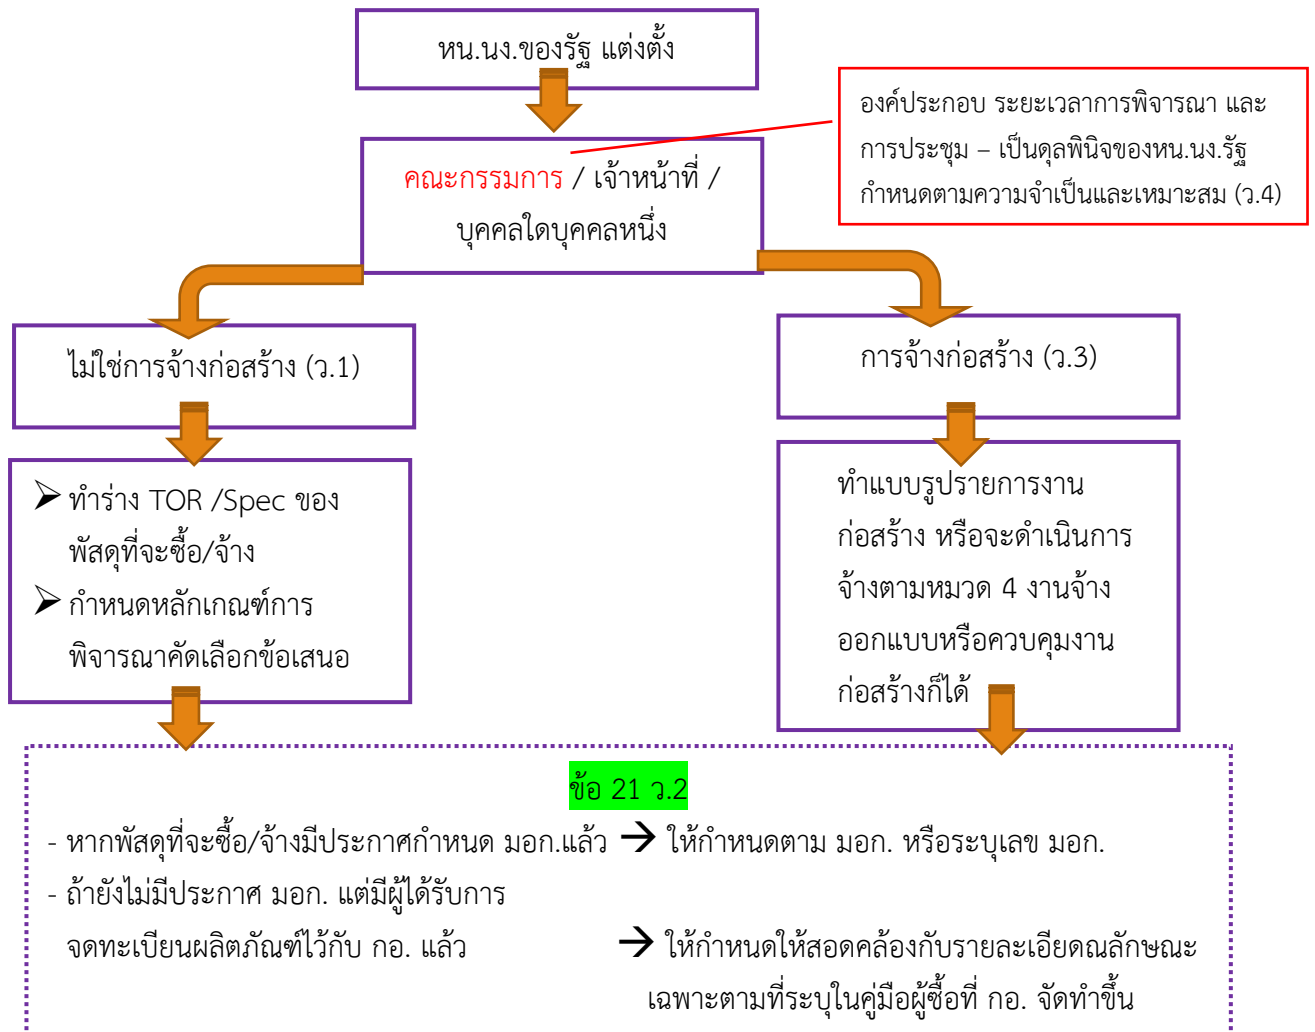 หน.นง.ของรัฐ แต่งตั้ง
องค์ประกอบ ระยะเวลาการพิจารณา และ
การประชุม – เป็นดุลพินิจของหน.นง.รัฐ
กำหนดตามความจำเป็นและเหมาะสม (ว.4)
คณะกรรมการ / เจ้าหน้าที่ /
บุคคลใดบุคคลหนึ่ง
ไม่ใช่การจ้างก่อสร้าง (ว.1)
การจ้างก่อสร้าง (ว.3)
➢ ทำร่าง TOR /Spec ของ
พัสดุที่จะซื้อ/จ้าง
➢ กำหนดหลักเกณฑ์การ
พิจารณาคัดเลือกข้อเสนอ
ทำแบบรูปรายการงาน
ก่อสร้าง หรือจะดำเนินการ
จ้างตามหมวด 4 งานจ้าง
ออกแบบหรือควบคุมงาน
ก่อสร้างก็ได้
ข้อ 21 ว.2
- หากพัสดุที่จะซื้อ/จ้างมีประกาศกำหนด มอก.แล้ว → ให้กำหนดตาม มอก. หรือระบุเลข มอก.
- ถ้ายังไม่มีประกาศ มอก. แต่มีผู้ได้รับการ
จดทะเบียนผลิตภัณฑ์ไว้กับ กอ. แล้ว → ให้กำหนดให้สอดคล้องกับรายละเอียดณลักษณะ
เฉพาะตามที่ระบุในคู่มือผู้ซื้อที่ กอ. จัดทำขึ้น